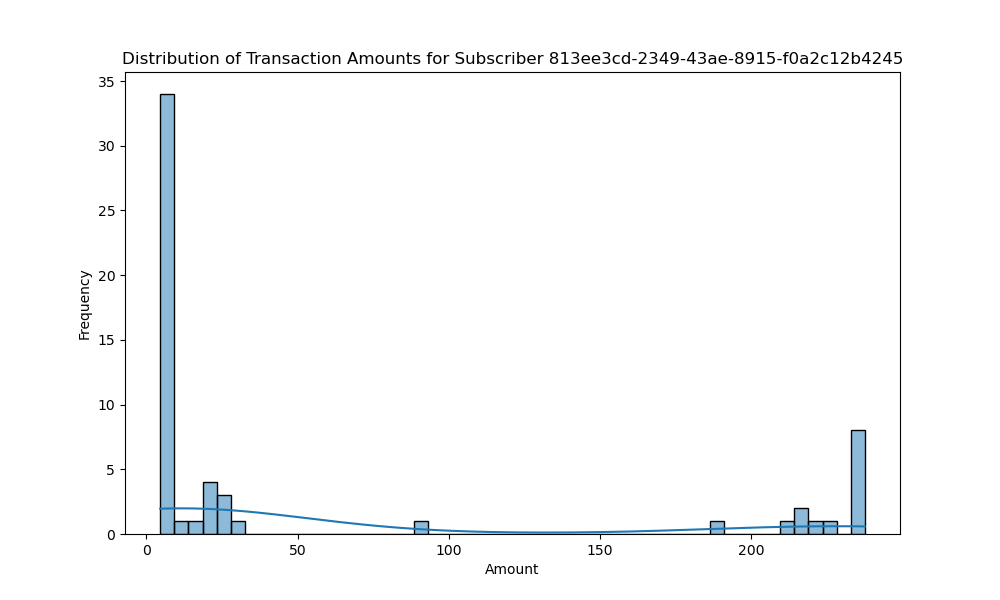 Distribution of Transaction Amounts for Subscriber 813ee3cd-2349-43ae-8915-f0a2c12b4245
35
30
25
20
15
10
5
0
Frequency
0 50 100 150 200
Amount